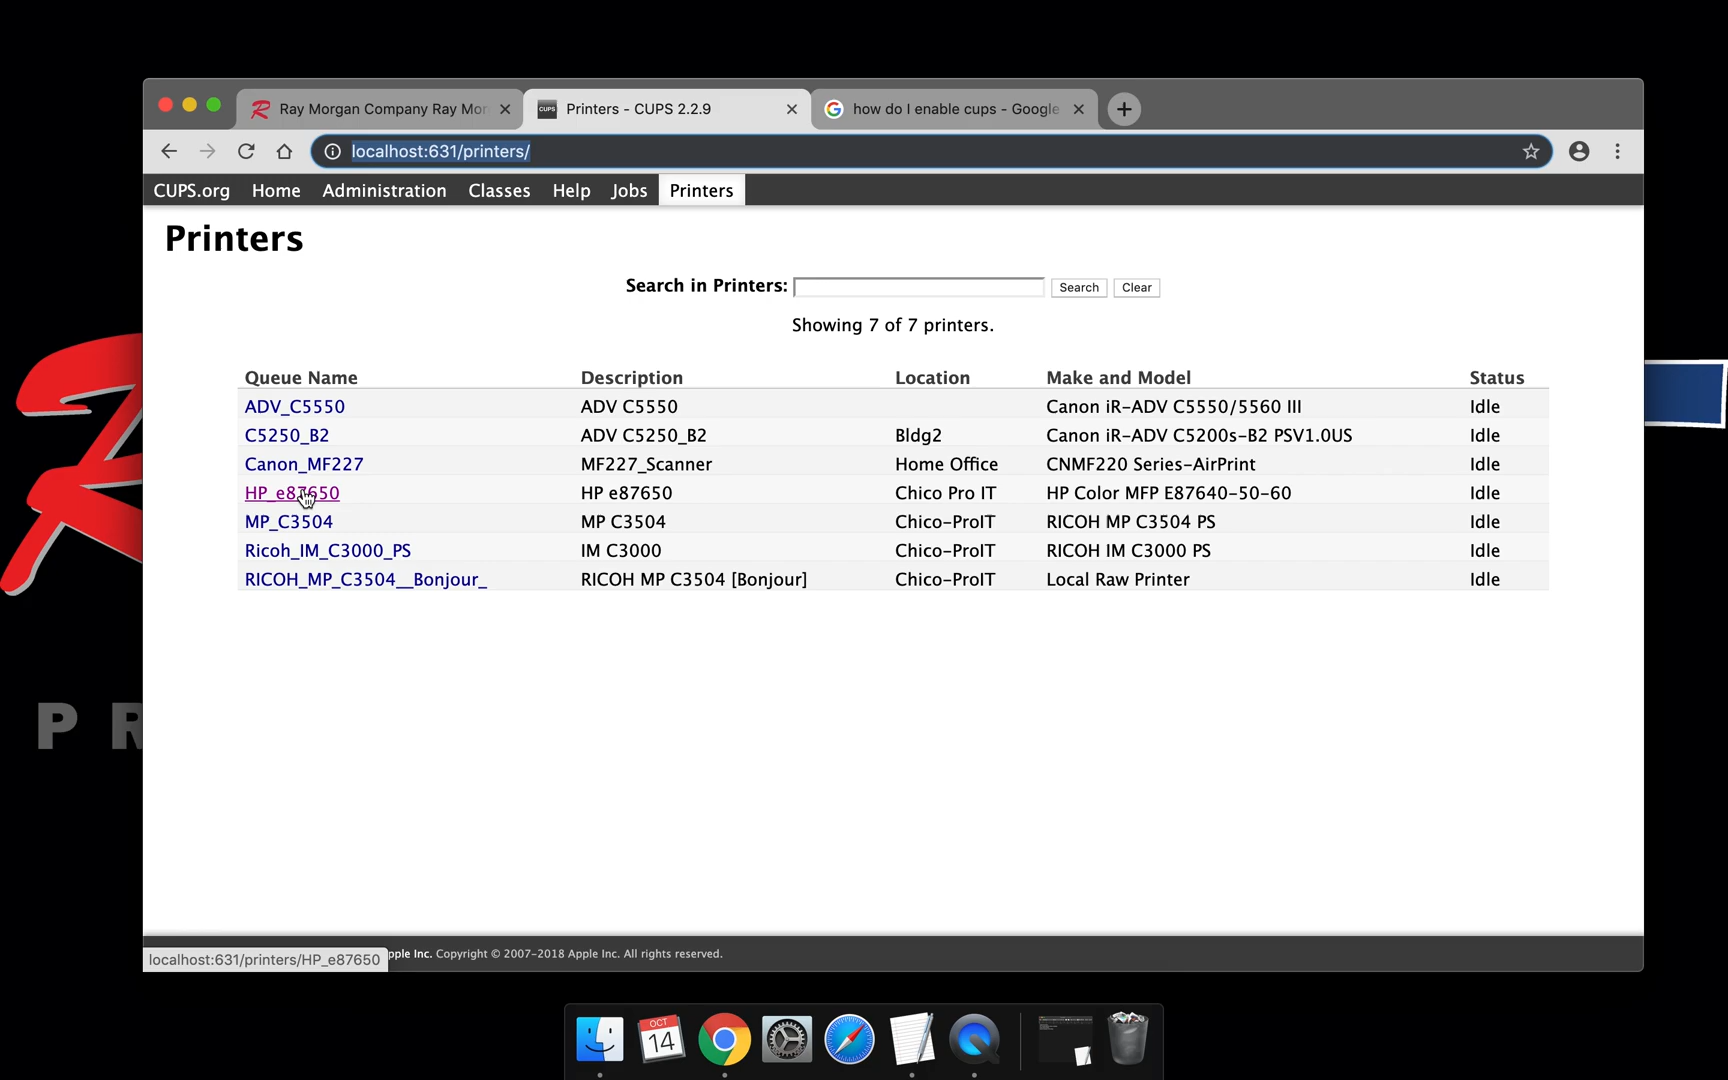 Ray Morgan Company Ray Mor
CUPS Printers - CUPS 2.2.9
how do I enable cups - Google
localhost:631/printers/
CUPS.org Home Administration Classes Help Jobs Printers
Printers
Search in Printers: Search Clear
Showing 7 of 7 printers.
Queue Name Description Location Make and Model Status
ADV_C5550 ADV C5550 Canon iR-ADV C5550/5560 III Idle
C5250_B2 ADV C5250_B2 Bldg2 Canon iR-ADV C5200s-B2 PSV1.0US Idle
Canon_MF227 MF227_Scanner Home Office CNMF220 Series-AirPrint Idle
HP_e87650 HP e87650 Chico Pro IT HP Color MFP E87640-50-60 Idle
MP_C3504 MP C3504 Chico-ProIT RICOH MP C3504 PS Idle
Ricoh_IM_C3000_PS IM C3000 Chico-ProIT RICOH IM C3000 PS Idle
RICOH_MP_C3504__Bonjour_ RICOH MP C3504 [Bonjour] Chico-ProIT Local Raw Printer Idle
P R
localhost:631/printers/HP_e87650
pple Inc. Copyright © 2007-2018 Apple Inc. All rights reserved.
OCT
14